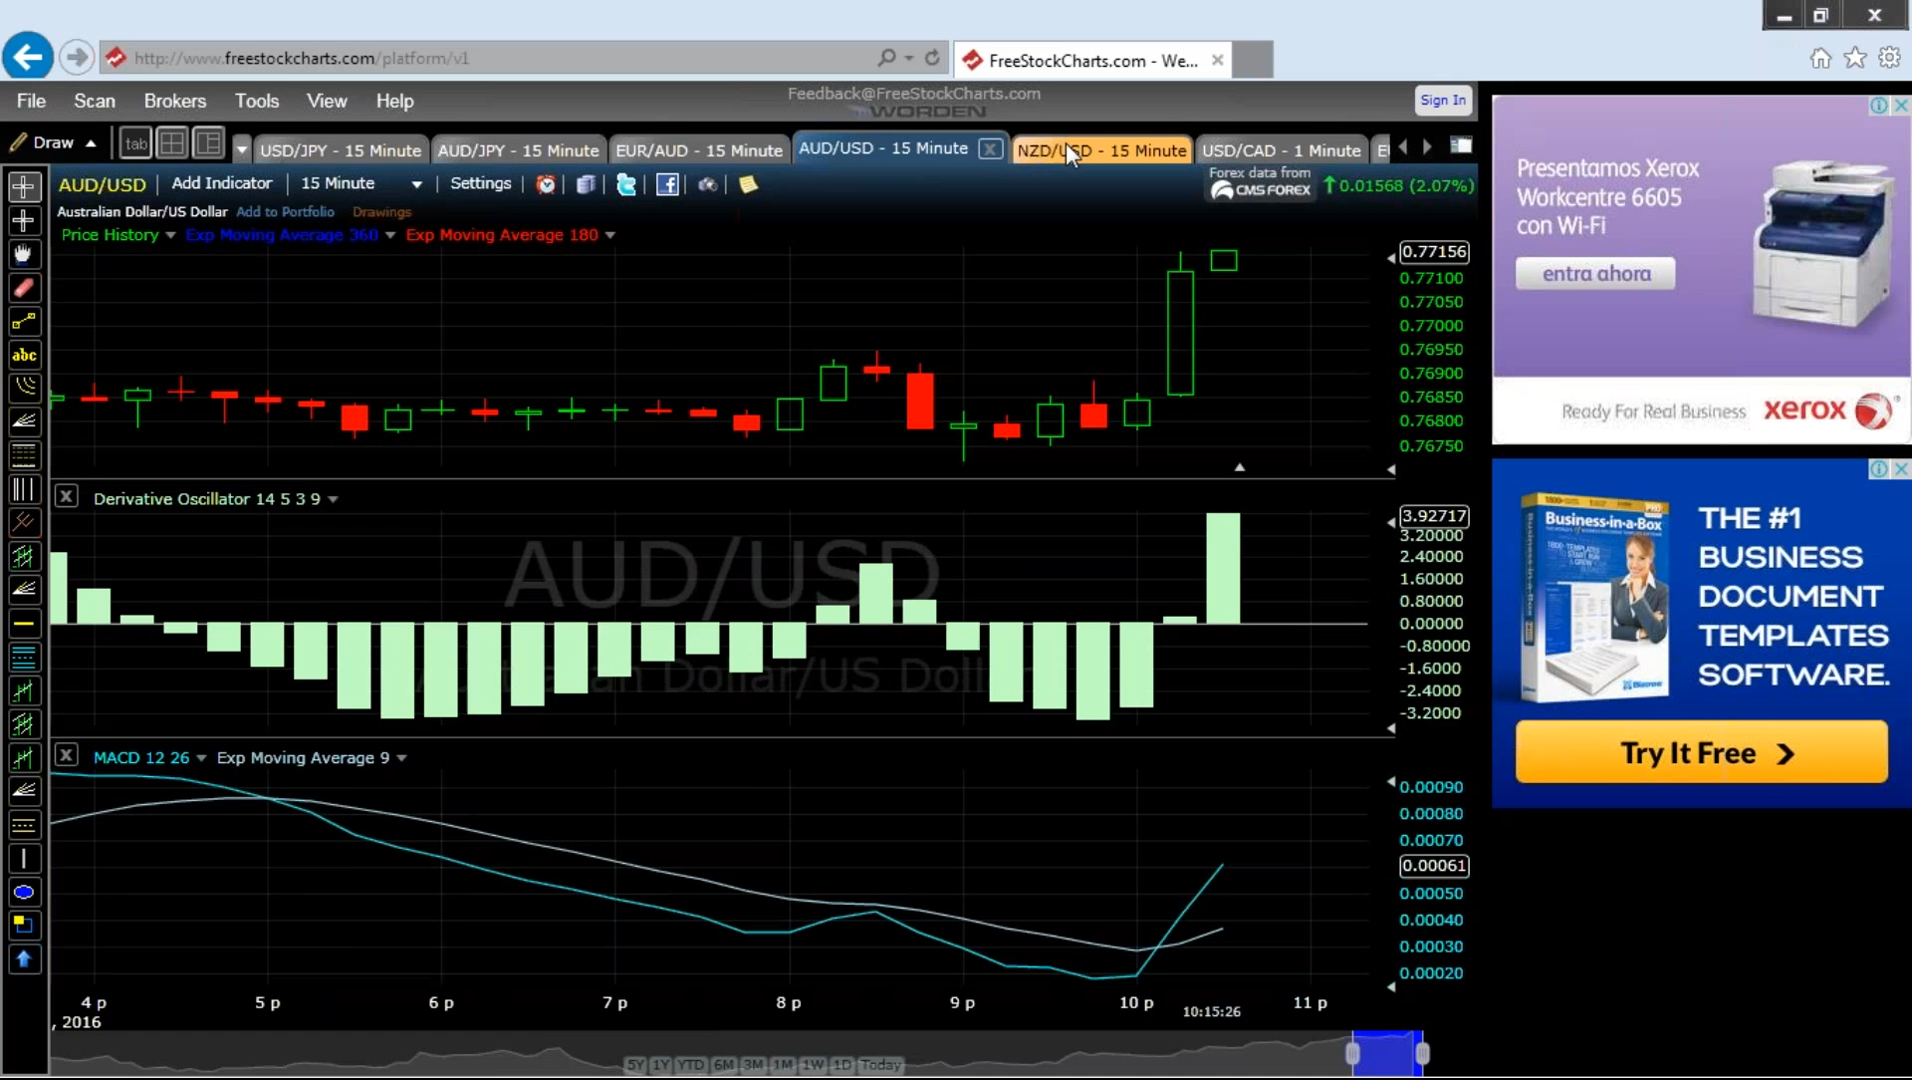 http://www.freestockcharts.com/platform/v1
FreeStockCharts.com - We...
File Scan Brokers Tools View Help
Feedback@FreeStockCharts.com
WORDEN
Sign In
Draw tab
USD/JPY - 15 Minute
AUD/JPY - 15 Minute
EUR/AUD - 15 Minute
AUD/USD - 15 Minute
NZD/USD - 15 Minute
USD/CAD - 1 Minute
AUD/USD Add Indicator 15 Minute Settings
Forex data from
CMS FOREX
0.01568 (2.07%)
Australian Dollar/US Dollar Add to Portfolio Drawings
Price History Exp Moving Average 360 Exp Moving Average 180
abc
0.77156
0.77100
0.77050
0.77000
0.76950
0.76900
0.76850
0.76800
0.76750
X Derivative Oscillator 14 5 3 9
AUD/USD
Dollar/US
3.92717
3.20000
2.40000
1.60000
0.80000
0.00000
-0.80000
-1.6000
-2.4000
-3.2000
X MACD 12 26 Exp Moving Average 9
0.00090
0.00080
0.00070
0.00061
0.00050
0.00040
0.00030
0.00020
4 p 5 p 6 p 7 p 8 p 9 p 10 p 11 p
, 2016
10:15:26
5Y 1Y YTD 6M 3M 1M 1W 1D Today
Presentamos Xerox
Workcentre 6605
con Wi-Fi
entra ahora
Ready For Real Business xerox
Business-in-a-Box
THE #1
BUSINESS
DOCUMENT
TEMPLATES
SOFTWARE.
Try It Free